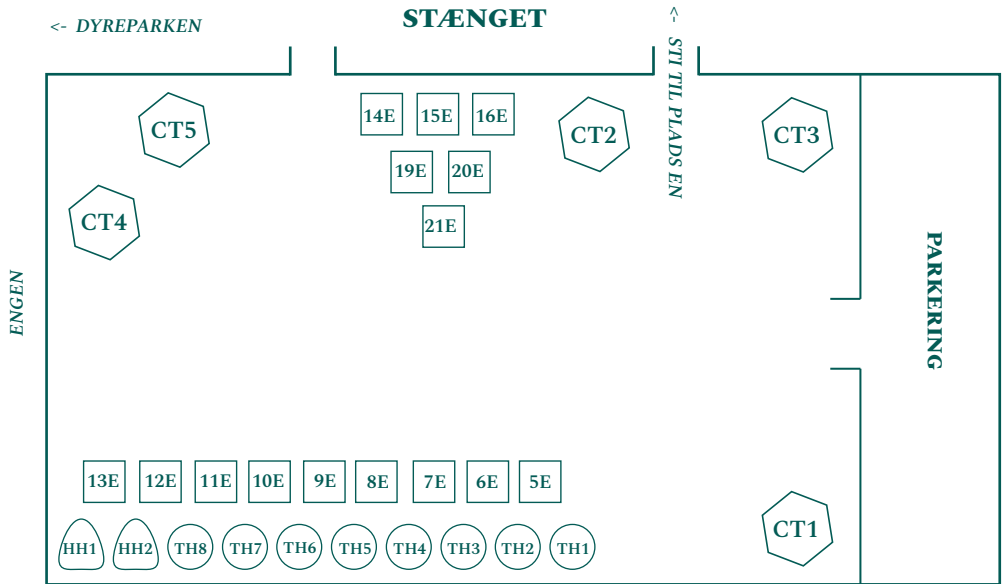 <- DYREPARKEN
STÆNGET
<- STI TIL PLADS EN
CT5
14E 15E 16E
CT2
CT3
19E 20E
CT4
21E
ENGEN
PARKERING
13E 12E 11E 10E 9E 8E 7E 6E 5E
CT1
HH1 HH2 TH8 TH7 TH6 TH5 TH4 TH3 TH2 TH1